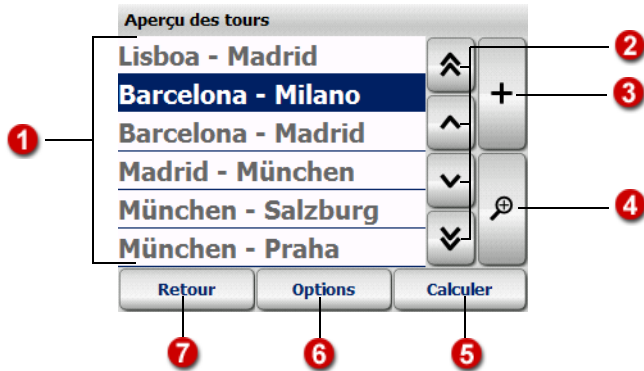 Aperçu des tours
Lisboa - Madrid
Barcelona - Milano
Barcelona - Madrid
Madrid - München
München - Salzburg
München - Praha
Retour Options Calculer
1
2
3
4
7 6 5